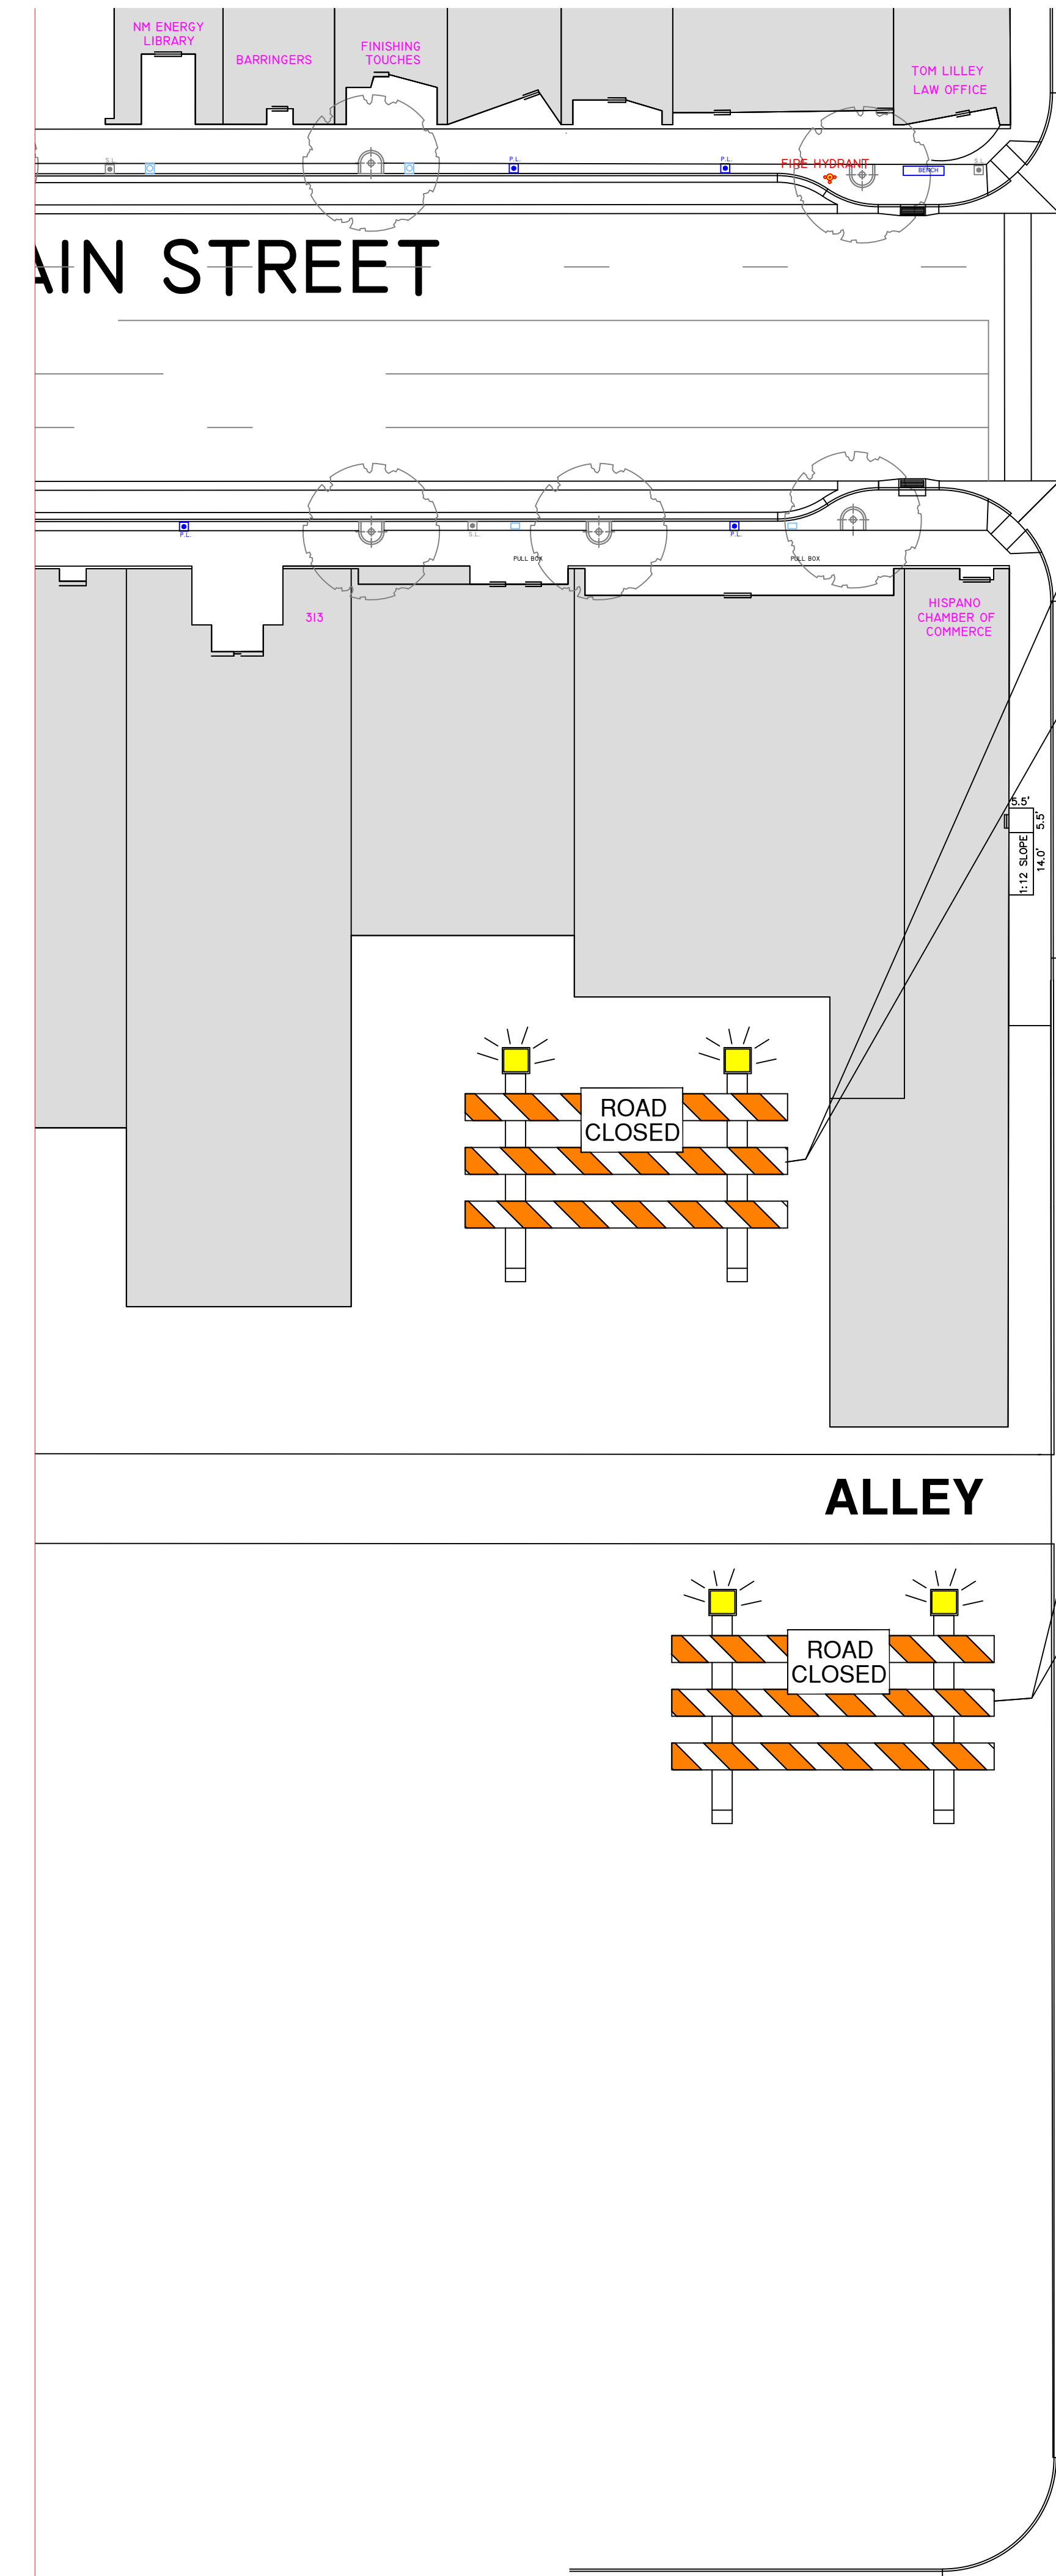 NM ENERGY
LIBRARY
BARRINGERS
FINISHING
TOUCHES
TOM LILLEY
LAW OFFICE
S.L.
P.L.
P.L.
FIRE HYDRANT
BENCH
S.L.
AIN STREET
P.L.
S.L.
P.L.
PULL BOX
PULL BOX
313
HISPANO
CHAMBER OF
COMMERCE
5.5'
5.5'
14.0'
1:12 SLOPE
ROAD
CLOSED
ALLEY
ROAD
CLOSED